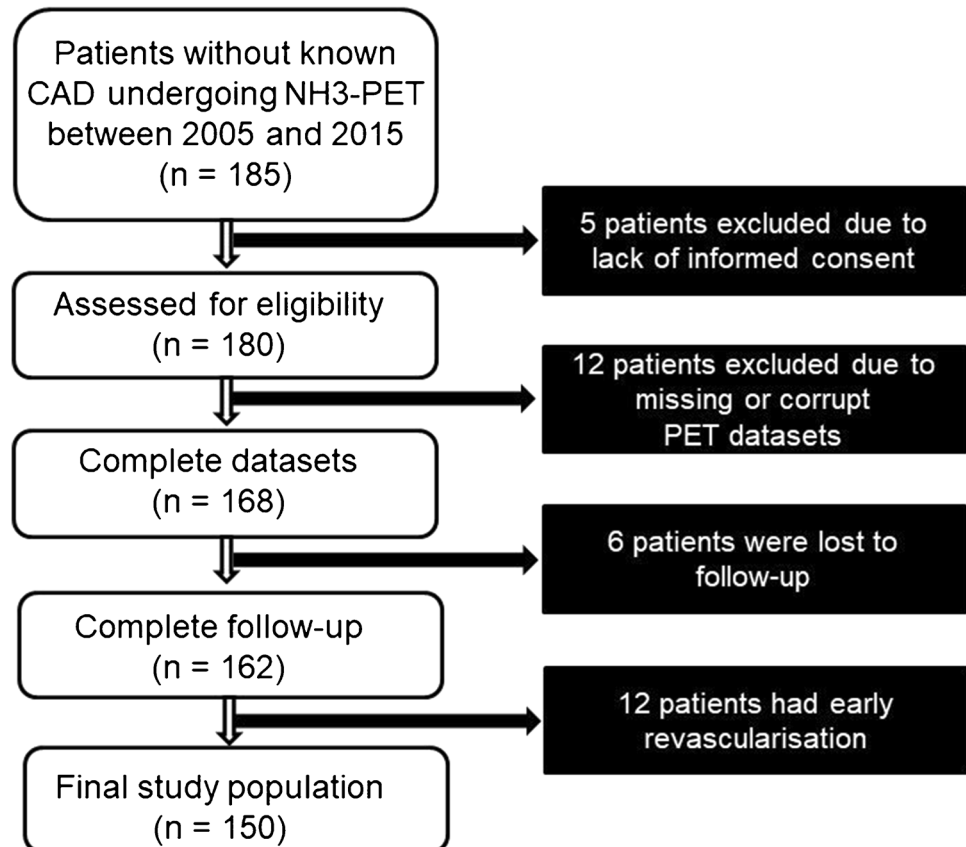 Patients without known
CAD undergoing NH3-PET
between 2005 and 2015
(n = 185)
5 patients excluded due to
lack of informed consent
Assessed for eligibility
(n = 180)
12 patients excluded due to
missing or corrupt
PET datasets
Complete datasets
(n = 168)
6 patients were lost to
follow-up
Complete follow-up
(n = 162)
12 patients had early
revascularisation
Final study population
(n = 150)